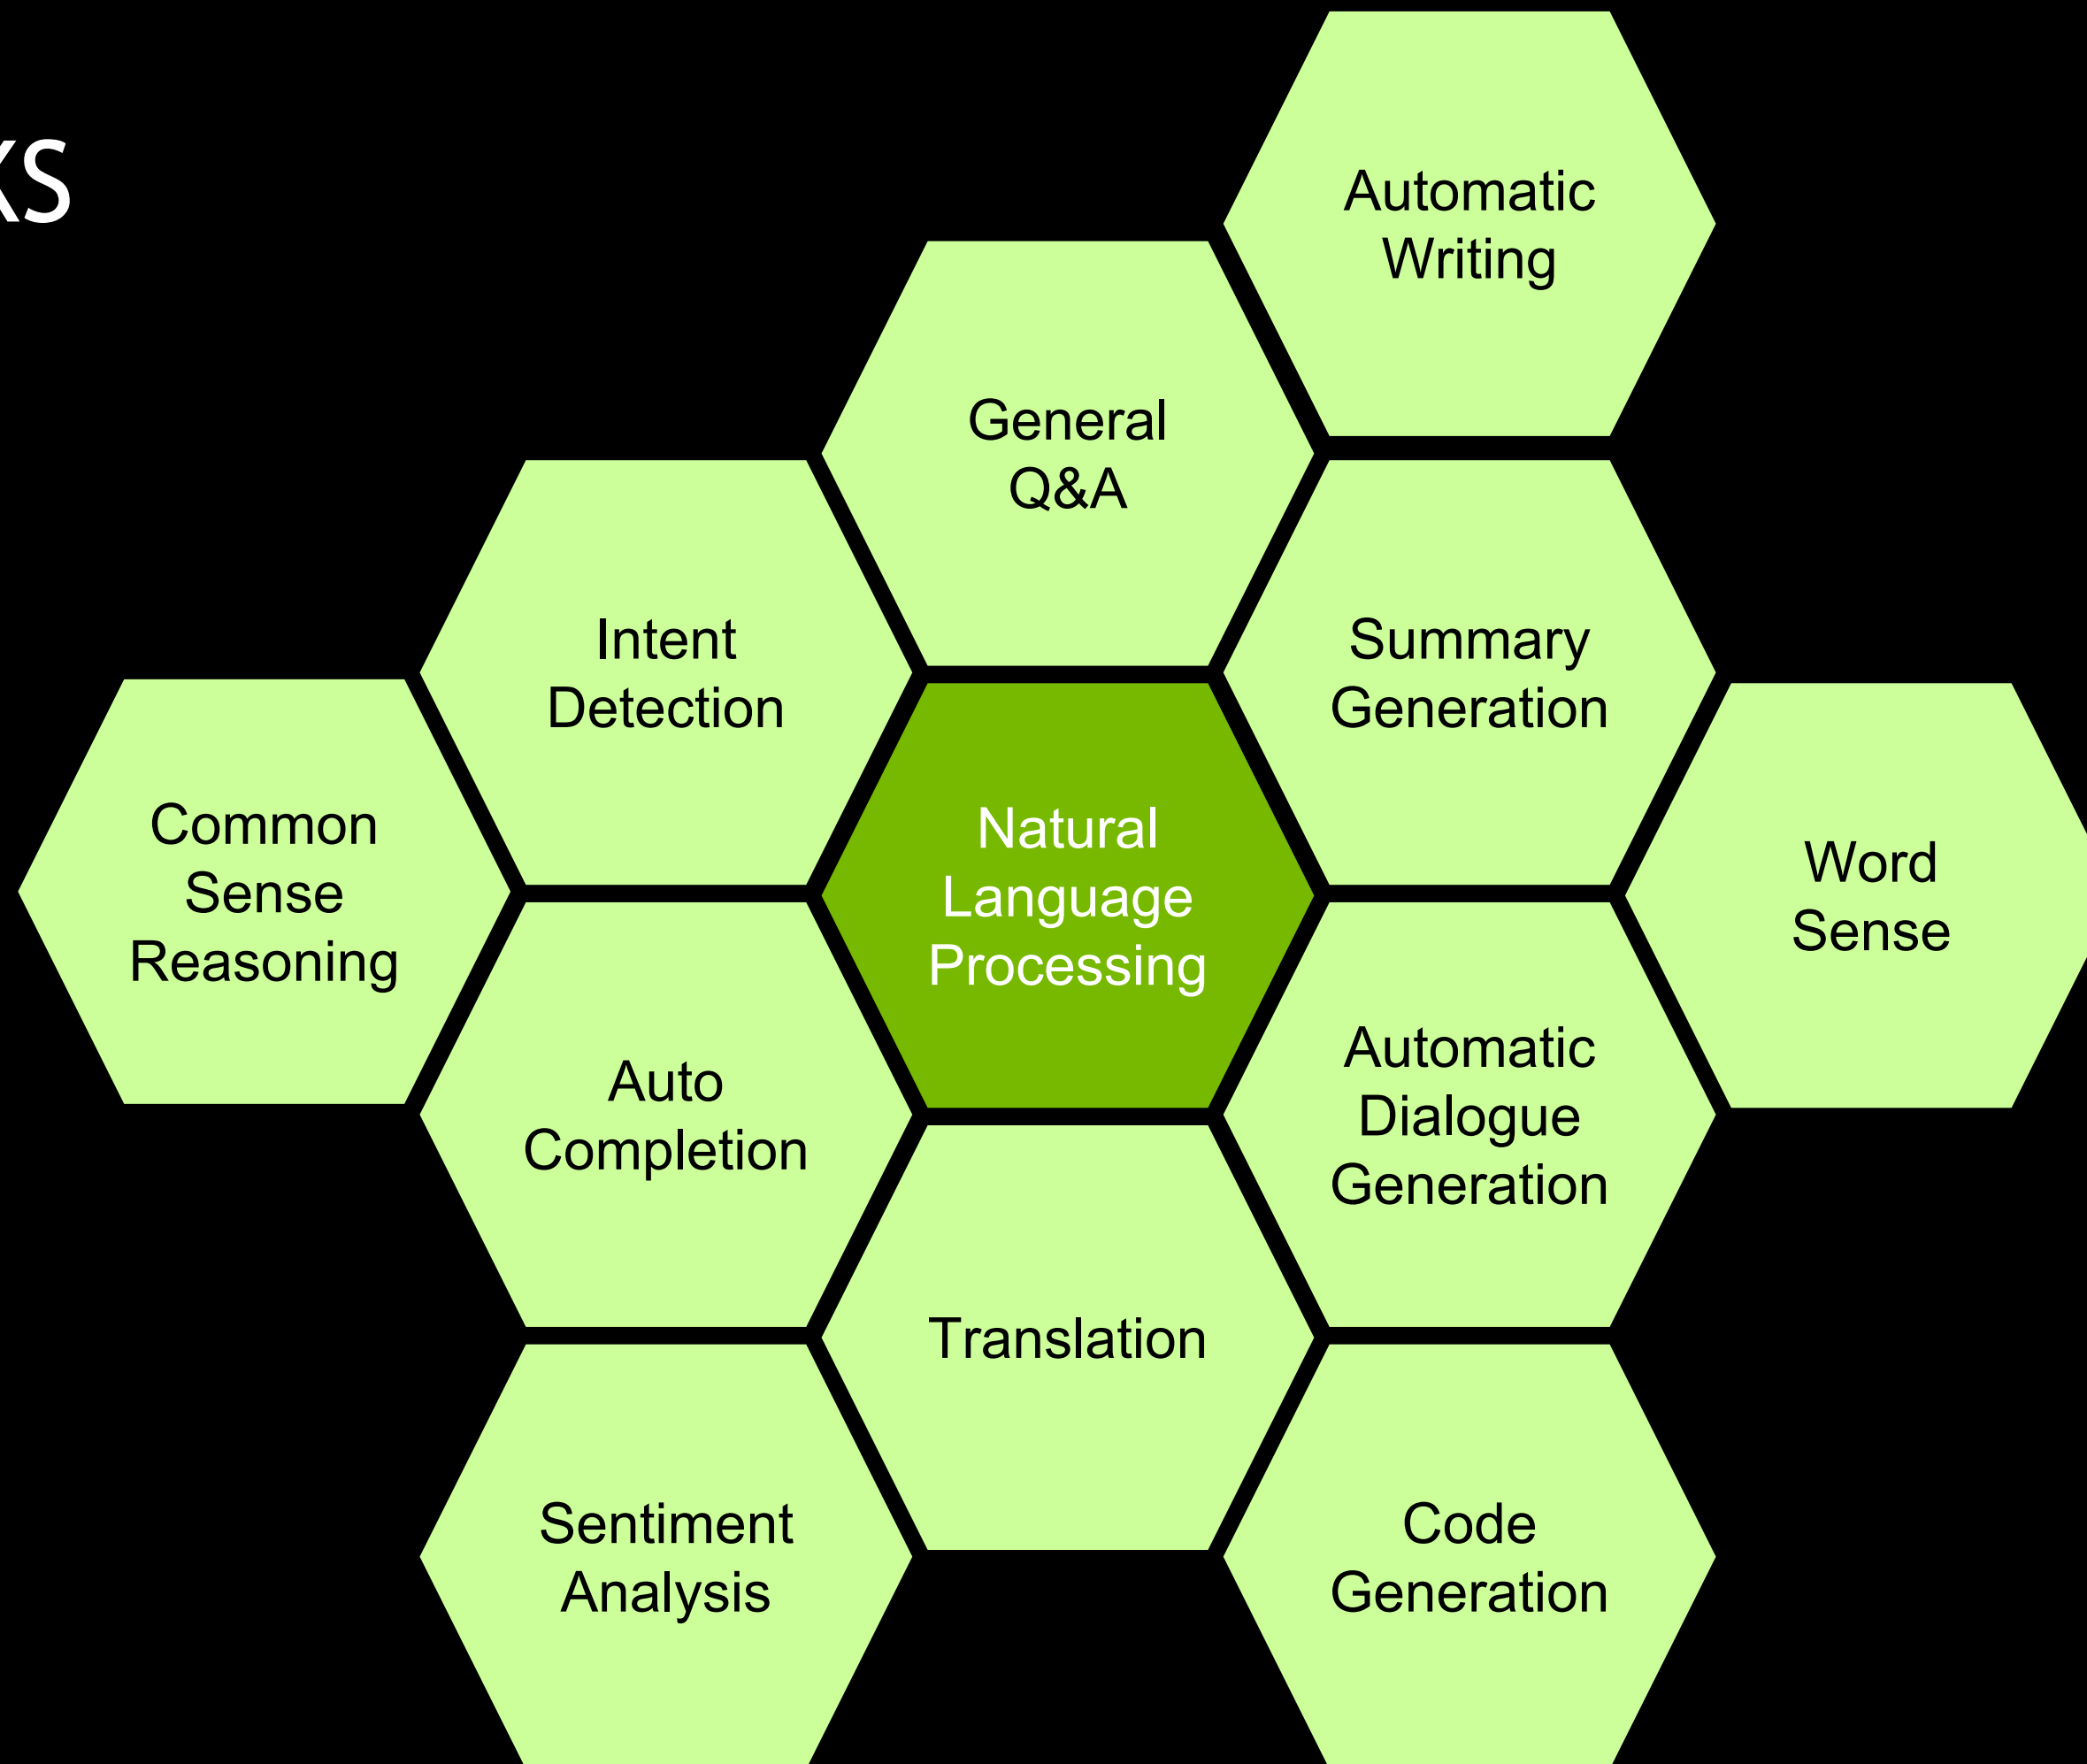 KS
Automatic
Writing
General
Q&A
Intent
Detection
Summary
Generation
Common
Sense
Reasoning
Natural
Language
Processing
Word
Sense
Auto
Completion
Automatic
Dialogue
Generation
Translation
Sentiment
Analysis
Code
Generation